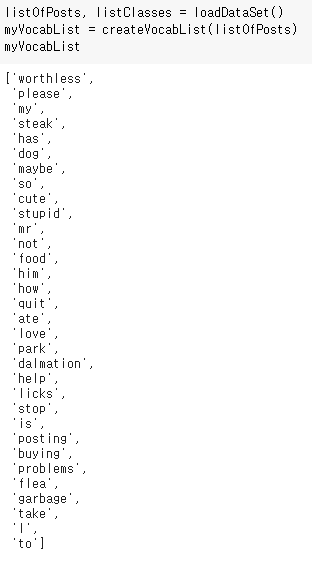 listOfPosts, listClasses = loadDataSet()
myVocabList = createVocabList(listOfPosts)
myVocabList
['worthless',
'please',
'my',
'steak',
'has',
'dog',
'maybe',
'so',
'cute',
'stupid',
'mr',
'not',
'food',
'him',
'how',
'quit',
'ate',
'love',
'park',
'dalmation',
'help',
'licks',
'stop',
'is',
'posting',
'buying',
'problems',
'flea',
'garbage',
'take',
'I',
'to']